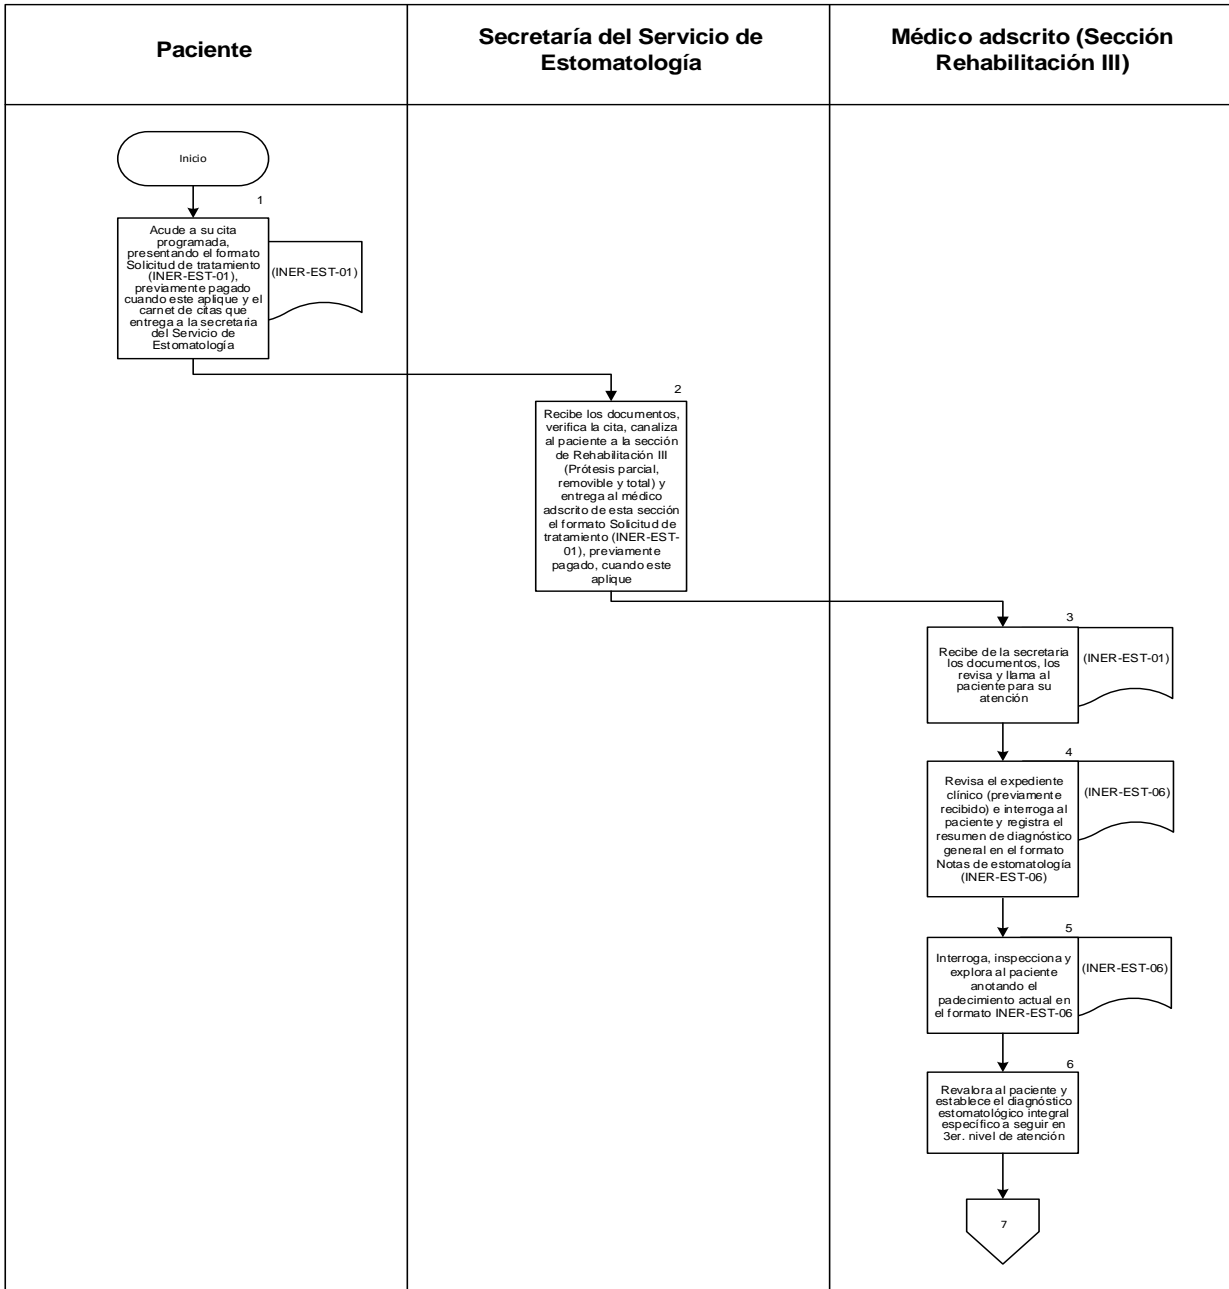 Paciente
Secretaría del Servicio de
Estomatología
Médico adscrito (Sección
Rehabilitación III)
Inicio
1
Acude a su cita
programada,
presentando el formato
Solicitud de tratamiento
(INER-EST-01),
previamente pagado
cuando este aplique y el
carnet de citas que
entrega a la secretaria
del Servicio de
Estomatología
(INER-EST-01)
2
Recibe los documentos,
verifica la cita, canaliza
al paciente a la sección
de Rehabilitación III
(Prótesis parcial,
removible y total) y
entrega al médico
adscrito de esta sección
el formato Solicitud de
tratamiento (INER-EST-
01), previamente
pagado, cuando este
aplique
3
Recibe de la secretaria
los documentos, los
revisa y llama al
paciente para su
atención
(INER-EST-01)
4
Revisa el expediente
clínico (previamente
recibido) e interroga al
paciente y registra el
resumen de diagnóstico
general en el formato
Notas de estomatología
(INER-EST-06)
(INER-EST-06)
5
Interroga, inspecciona y
explora al paciente
anotando el
padecimiento actual en
el formato INER-EST-06
(INER-EST-06)
6
Revalora al paciente y
establece el diagnóstico
estomatológico integral
específico a seguir en
3er. nivel de atención
7